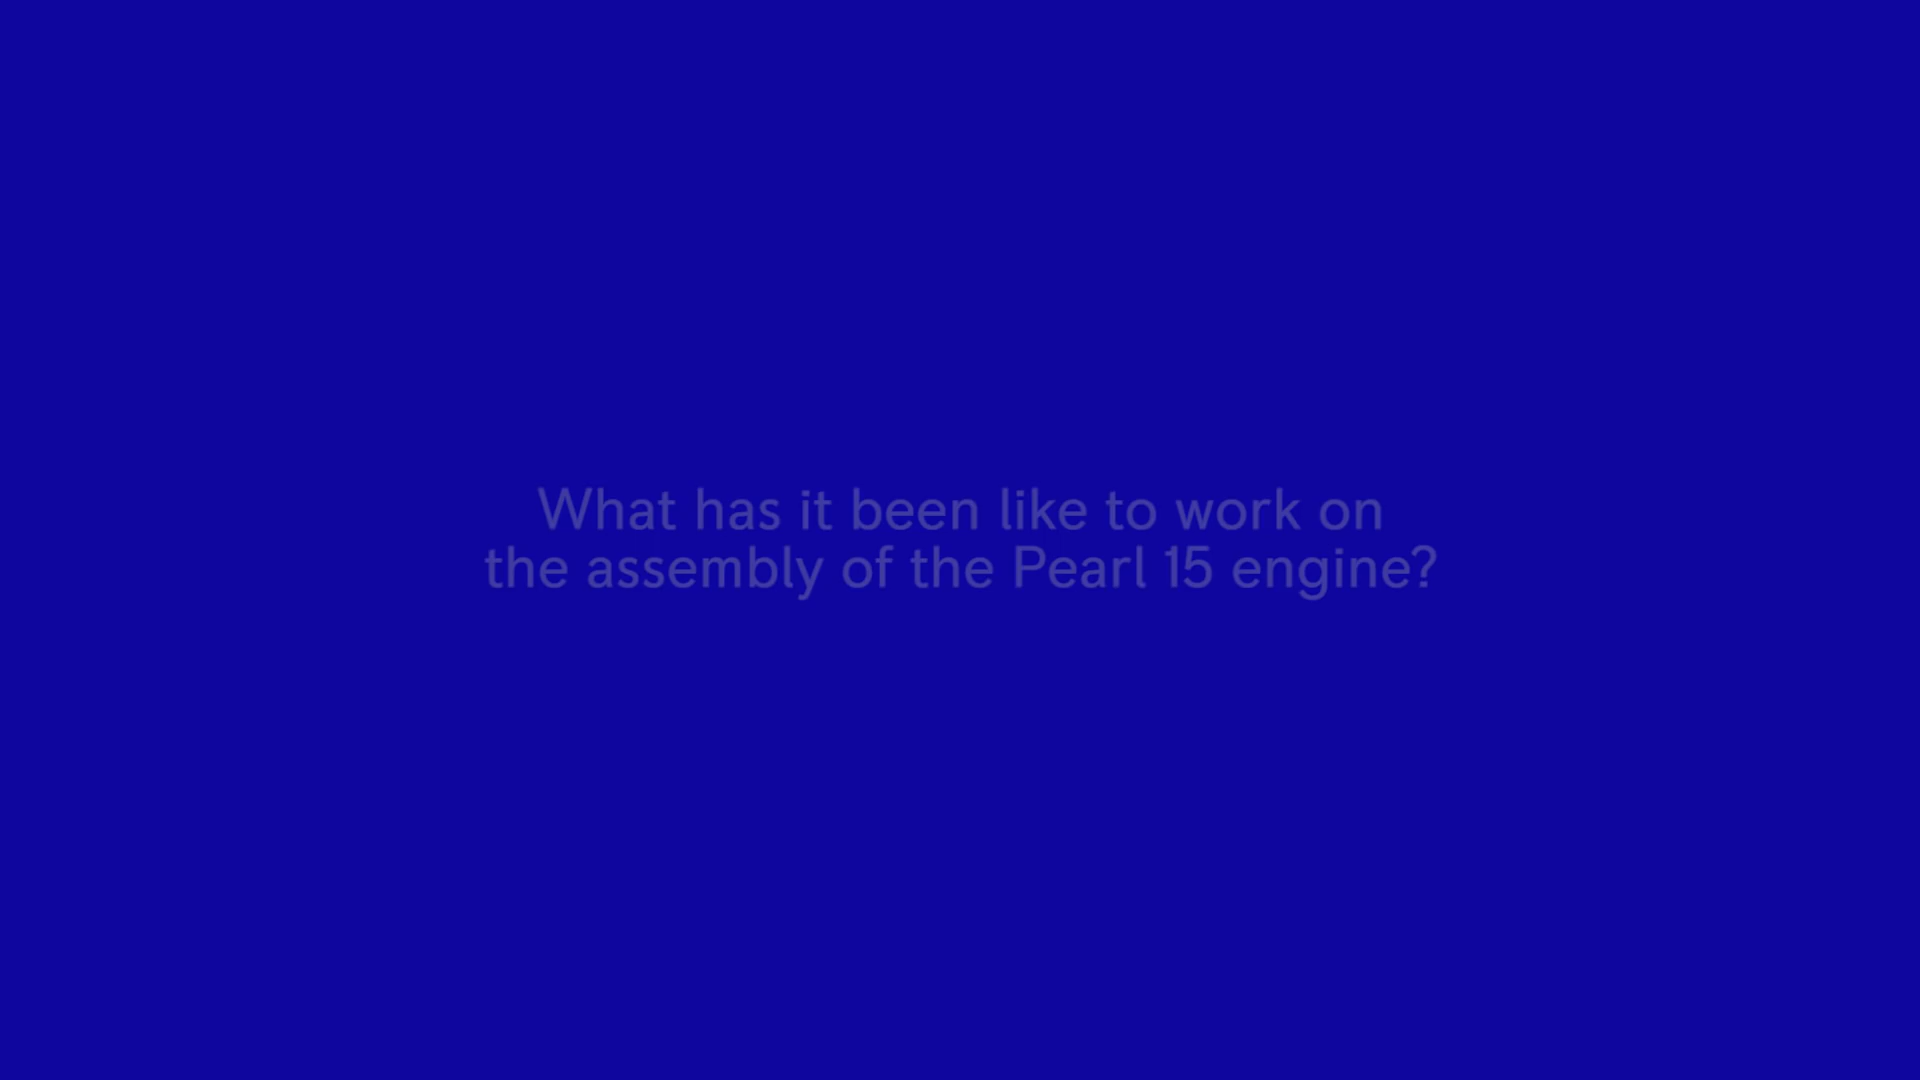 What has it been like to work on
the assembly of the Pearl 15 engine?